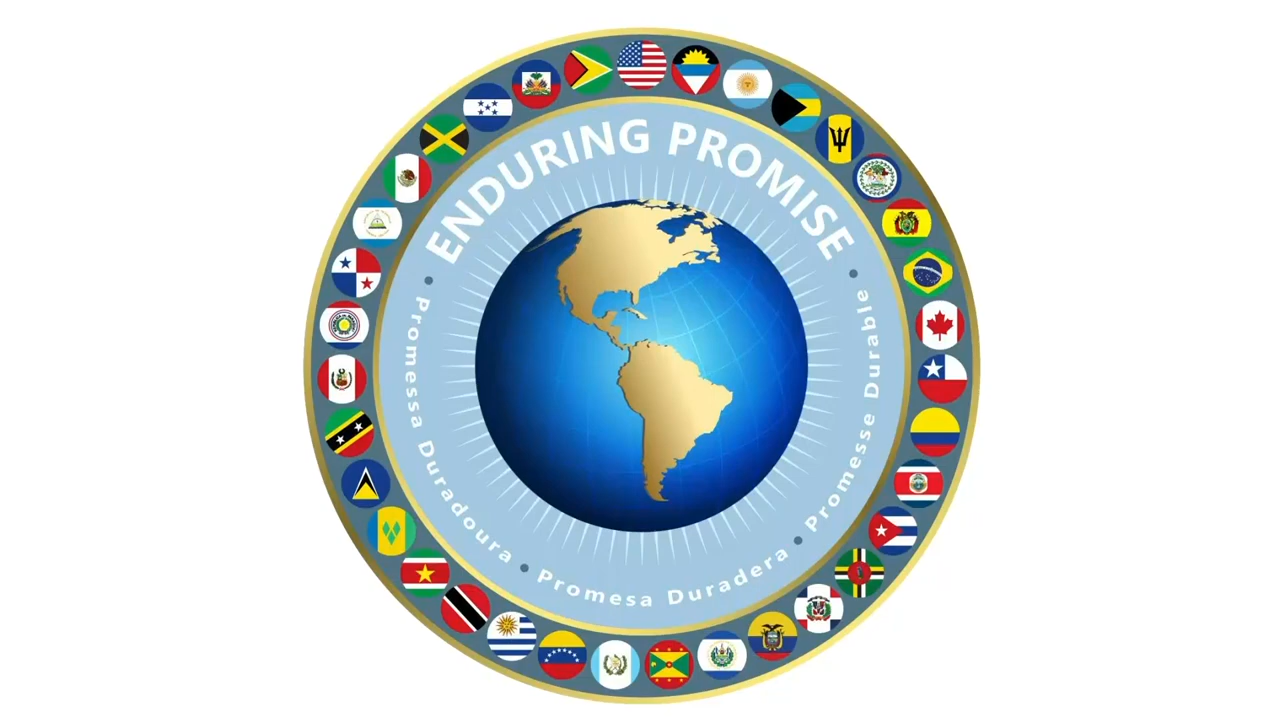 ENDURING PROMISE
Promessa Duradoura
Promesa Duradera
Promesse Durable